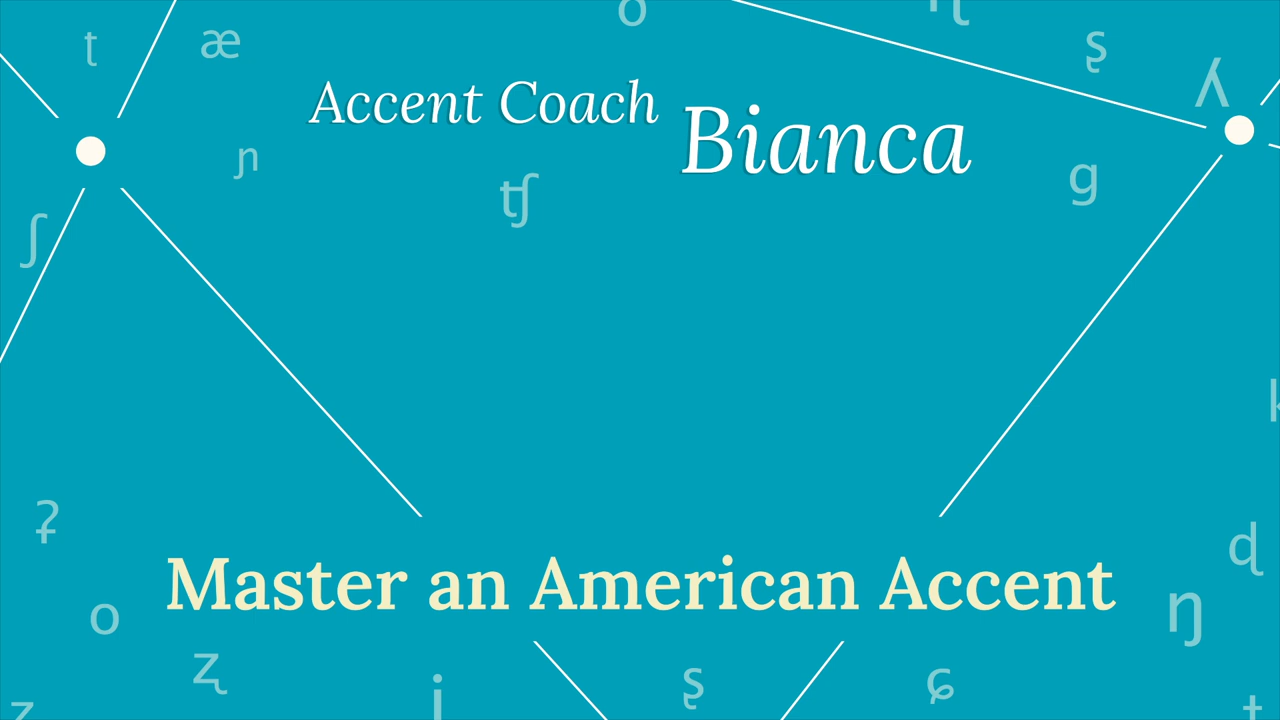 o
t
æ
ʂ
ʎ
Accent Coach Bianca
ɲ
ʧ
g
ʃ
ʡ
ɖ
Master an American Accent
o
ŋ
ʐ
ʂ
ɕ